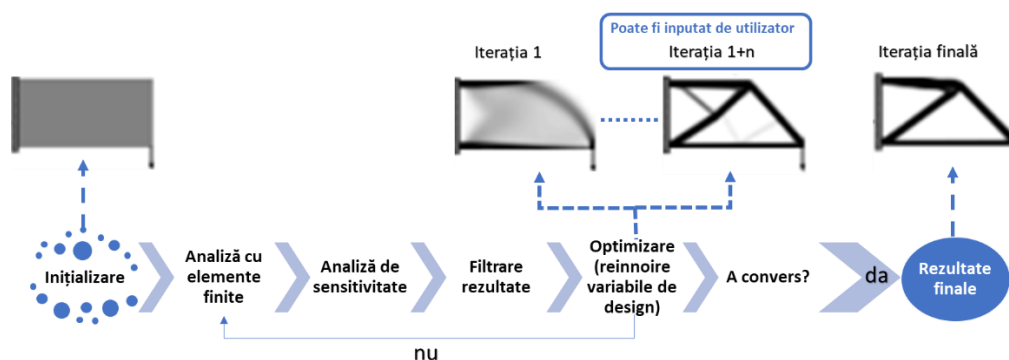 Poate fi inputat de utilizator
Iterația 1
Iterația 1+n
Iterația finală
Inițializare
Analiză cu
elemente
finite
Analiză de
sensitivitate
Filtrare
rezultate
Optimizare
(reinnoire
variabile de
design)
A convers?
da
Rezultate
finale
nu